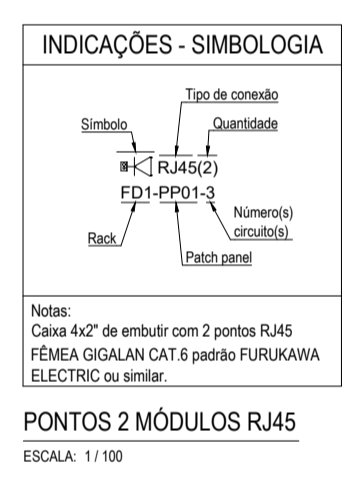 INDICAÇÕES - SIMBOLOGIA
Tipo de conexão
Símbolo
Quantidade
RJ45(2)
FD1-PP01-3
Número(s)
circuito(s)
Rack
Patch panel
Notas:
Caixa 4x2" de embutir com 2 pontos RJ45
FÊMEA GIGALAN CAT.6 padrão FURUKAWA
ELECTRIC ou similar.
PONTOS 2 MÓDULOS RJ45
ESCALA: 1 / 100